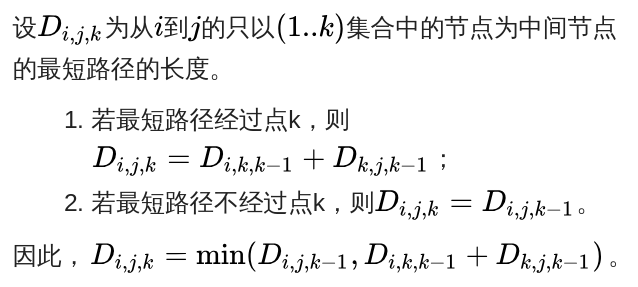 设$D_{i,j,k}$为从$i$到$j$的只以$(1..k)$集合中的节点为中间节点
的最短路径的长度。
1. 若最短路径经过点k，则
$D_{i,j,k} = D_{i,k,k-1} + D_{k,j,k-1}$；
2. 若最短路径不经过点k，则$D_{i,j,k} = D_{i,j,k-1}$。
因此，$D_{i,j,k} = \min(D_{i,j,k-1}, D_{i,k,k-1} + D_{k,j,k-1})$。